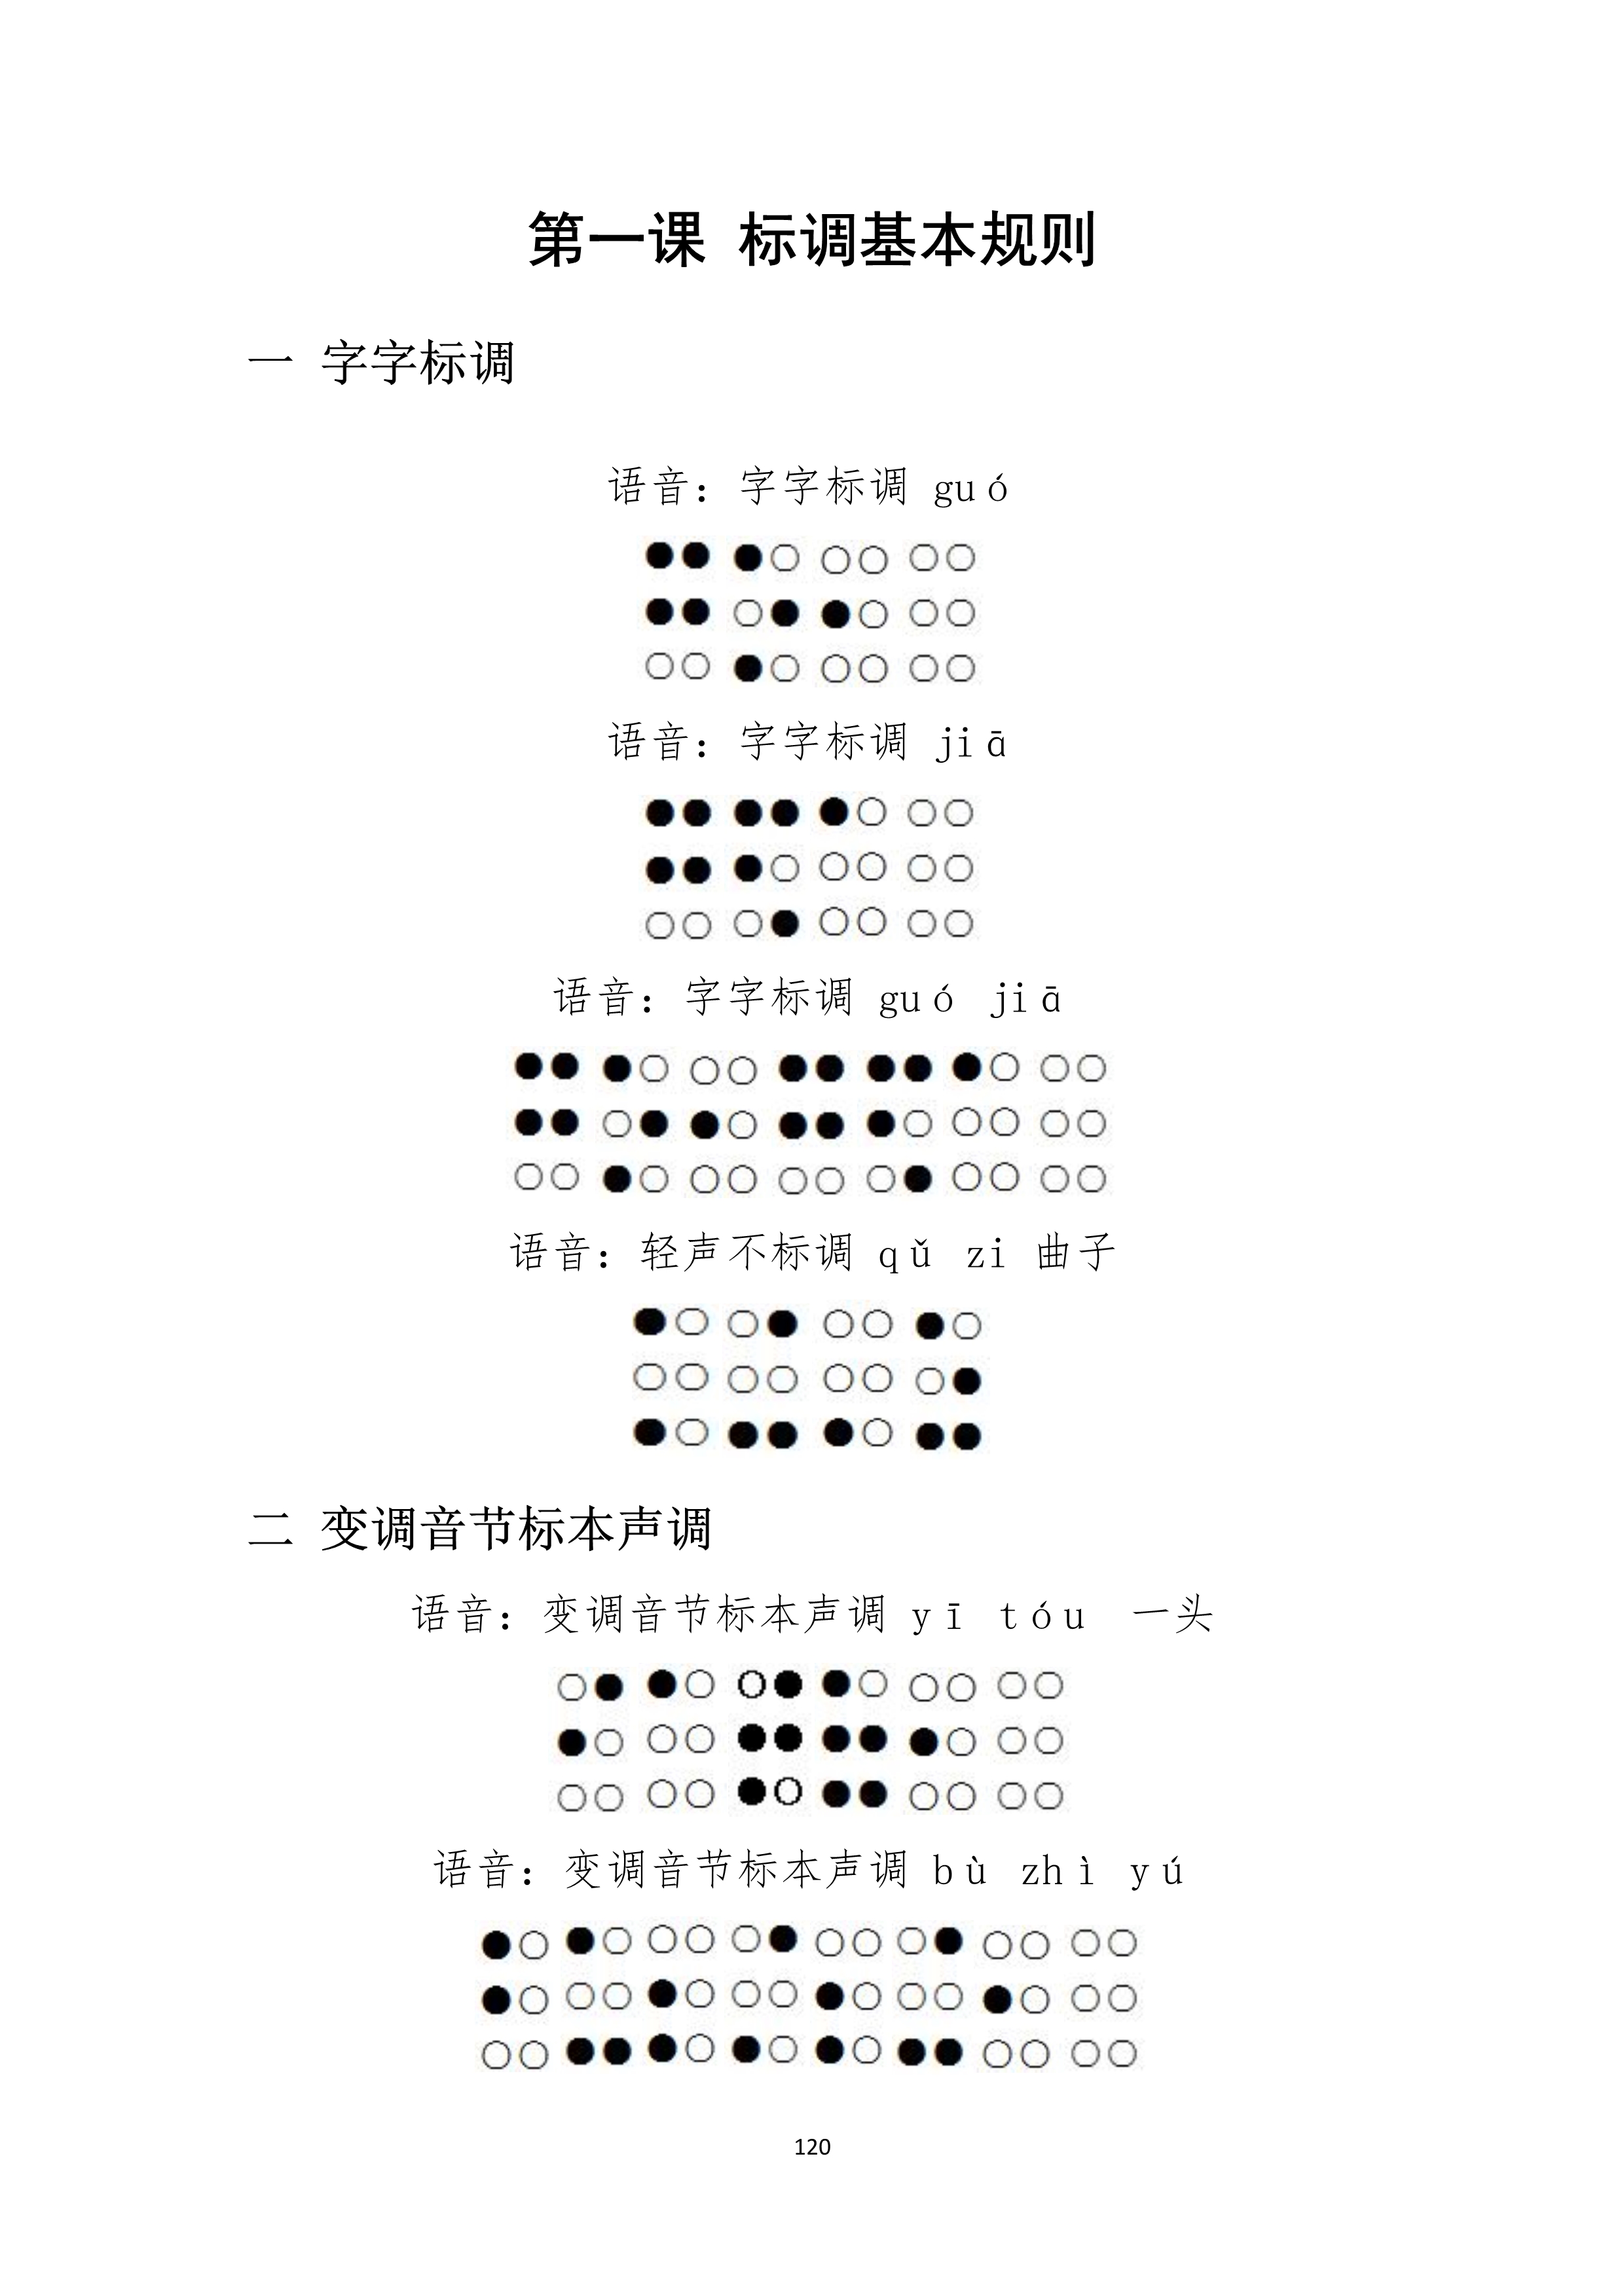 第一课 标调基本规则
一 字字标调
语音：字字标调 guó
●● ●○ ○○ ○○
●● ○● ●○ ○○
○○ ●○ ○○ ○○
语音：字字标调 jiā
●● ●● ●○ ○○
●● ●○ ○○ ○○
○○ ○● ○○ ○○
语音：字字标调 guó jiā
●● ●○ ○○ ●● ●● ●○ ○○
●● ○● ●○ ●● ●○ ○○ ○○
○○ ●○ ○○ ○○ ○● ○○ ○○
语音：轻声不标调 qǔ zi 曲子
●○ ○● ○○ ●○
○○ ○○ ○○ ○●
●○ ●● ●○ ●●
二 变调音节标本声调
语音：变调音节标本声调 yī tóu 一头
○● ●○ ○● ●○ ○○ ○○
●○ ○○ ●● ●● ●○ ○○
○○ ○○ ●○ ●● ○○ ○○
语音：变调音节标本声调 bù zhì yú
●○ ●○ ○○ ○● ○○ ○● ○○ ○○
●○ ○○ ●○ ○○ ●○ ○○ ●○ ○○
○○ ●● ●○ ●○ ●○ ●● ○○ ○○
120